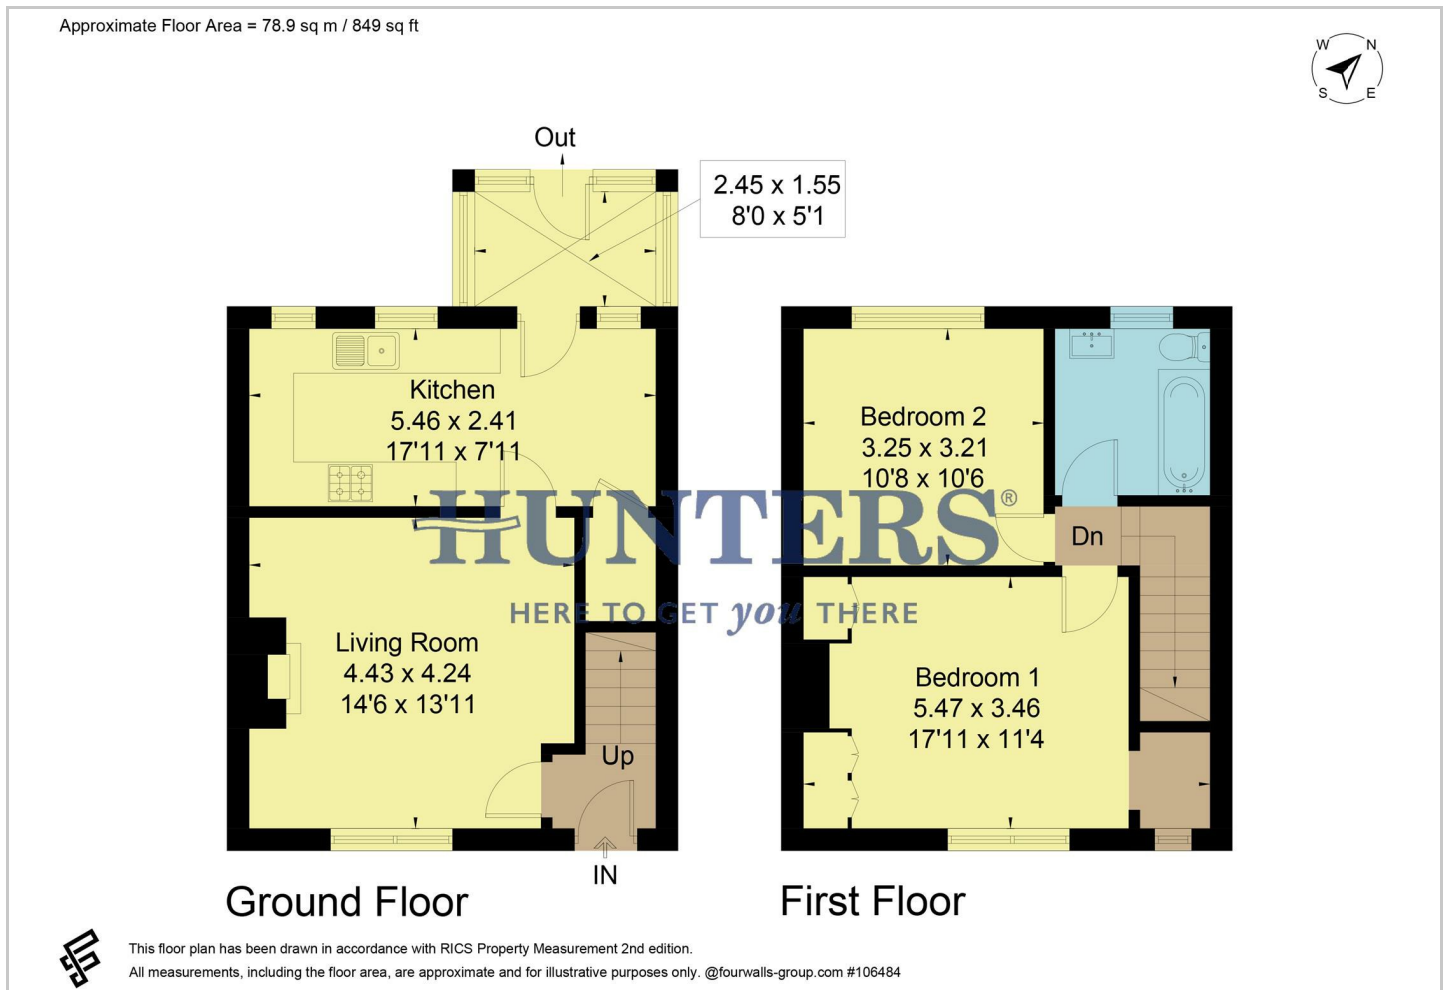 Approximate Floor Area = 78.9 sq m / 849 sq ft
W N
S E
Out
2.45 x 1.55
8'0 x 5'1
Kitchen
5.46 x 2.41
17'11 x 7'11
Bedroom 2
3.25 x 3.21
10'8 x 10'6
HUNTERS®
HERE TO GET you THERE
Dn
Living Room
4.43 x 4.24
14'6 x 13'11
Bedroom 1
5.47 x 3.46
17'11 x 11'4
Up
IN
Ground Floor
First Floor
This floor plan has been drawn in accordance with RICS Property Measurement 2nd edition.
All measurements, including the floor area, are approximate and for illustrative purposes only. @fourwalls-group.com #106484